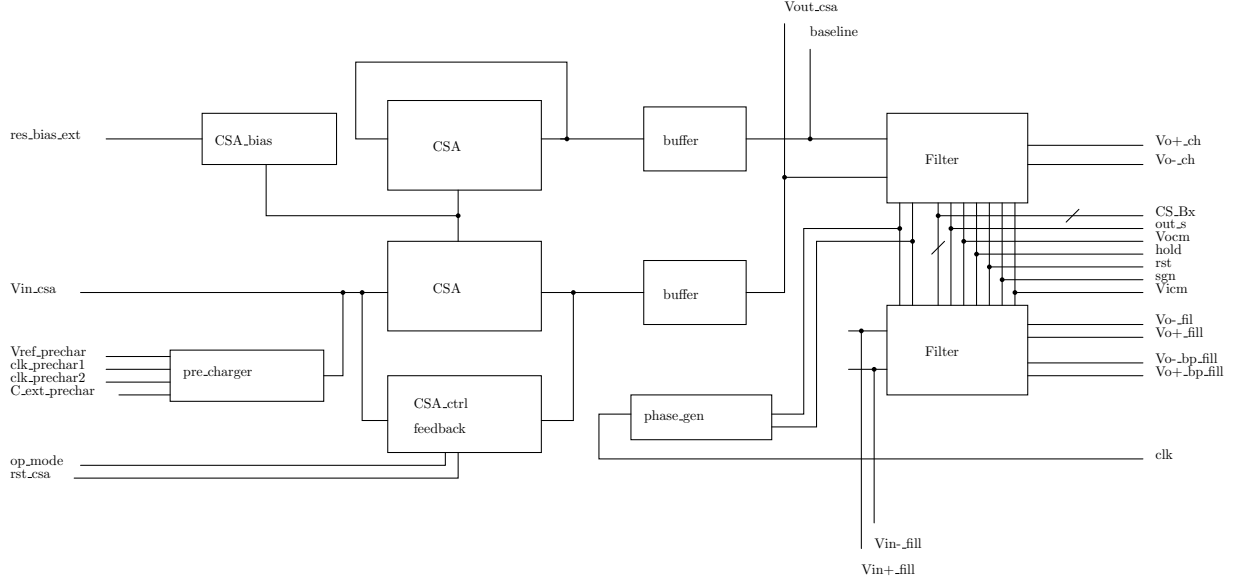 Vout_csa
baseline
res_bias_ext
CSA_bias
CSA
buffer
Filter
Vo+_ch
Vo-_ch
CS_Bx
out_s
Vocm
hold
rst
sgn
Vicm
Vin_csa
CSA
buffer
Filter
Vo-_fil
Vo+_fill
Vo-_bp_fill
Vo+_bp_fill
Vref_prechar
clk_prechar1
clk_prechar2
C_ext_prechar
pre_charger
CSA_ctrl
feedback
phase_gen
op_mode
rst_csa
clk
Vin-_fill
Vin+_fill